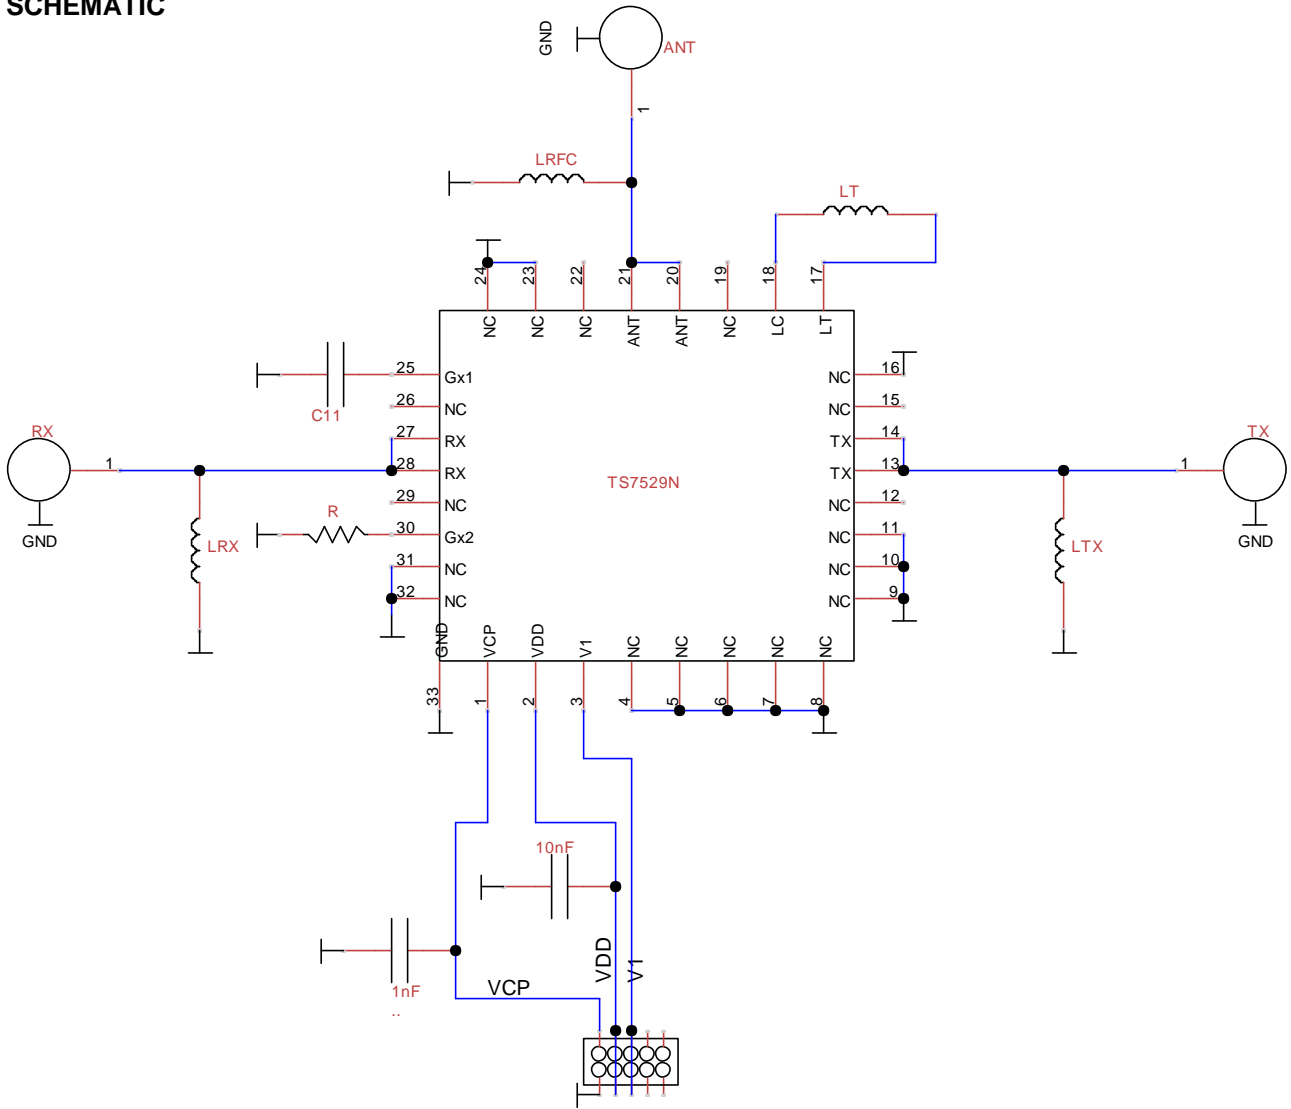 SCHEMATIC
GND
ANT
1
LRFC
LT
24
23
22
21
20
19
18
17
NC
NC
NC
ANT
ANT
NC
LC
LT
25
Gx1
C11
26
NC
27
RX
28
RX
29
NC
30
Gx2
31
NC
32
NC
NC
16
NC
15
TX
14
TX
13
NC
12
NC
11
NC
10
NC
9
TS7529N
RX
1
GND
LRX
R
TX
1
GND
LTX
GND
VCP
VDD
V1
NC
NC
NC
NC
NC
33
1
2
3
4
5
6
7
8
10nF
1nF
..
VCP
VDD
V1